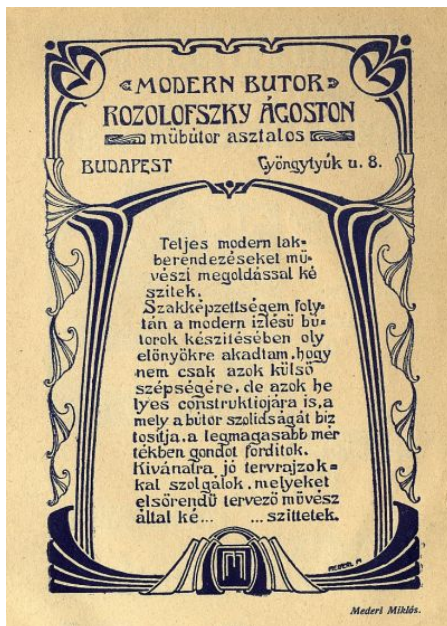 MODERN BUTOR
ROZOLOFSZKY ÁGOSTON
műbútor asztalos
BUDAPEST Gyöngytyúk u. 8.
Teljes modern lak-
berendezéseket mű-
vészi megoldással ké
szitek.
Szakképzettségem foly-
tán a modern izlésű bú-
torok készitésében oly
előnyökre akadtam, hogy
nem csak azok külső
szépségére, de azok he
lyes constructiojára is, a
mely a bútor szolidságát biz
tositja, a legmagasabb mér
tékben gondot forditok.
Kivánatra jó tervrajzok-
kal szolgálok, melyeket
elsőrendű tervező művész
által ké... ...szittetek.
M
MEDERI M
Mederi Miklós.